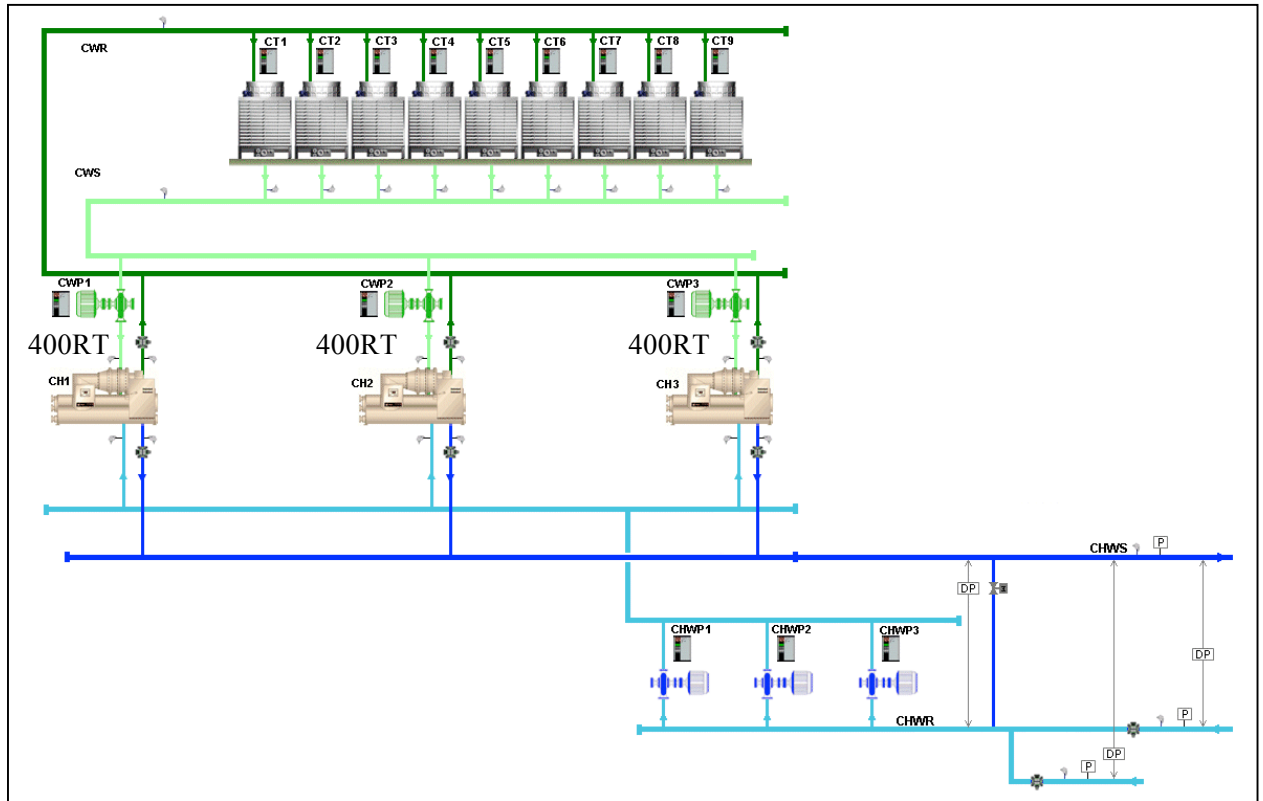 CT1 CT2 CT3 CT4 CT5 CT6 CT7 CT8 CT9
CWR
CWS
CWP1 CWP2 CWP3
400RT 400RT 400RT
CH1 CH2 CH3
CHWS P
DP
CHWP1 CHWP2 CHWP3
DP
P
CHWR
DP
P